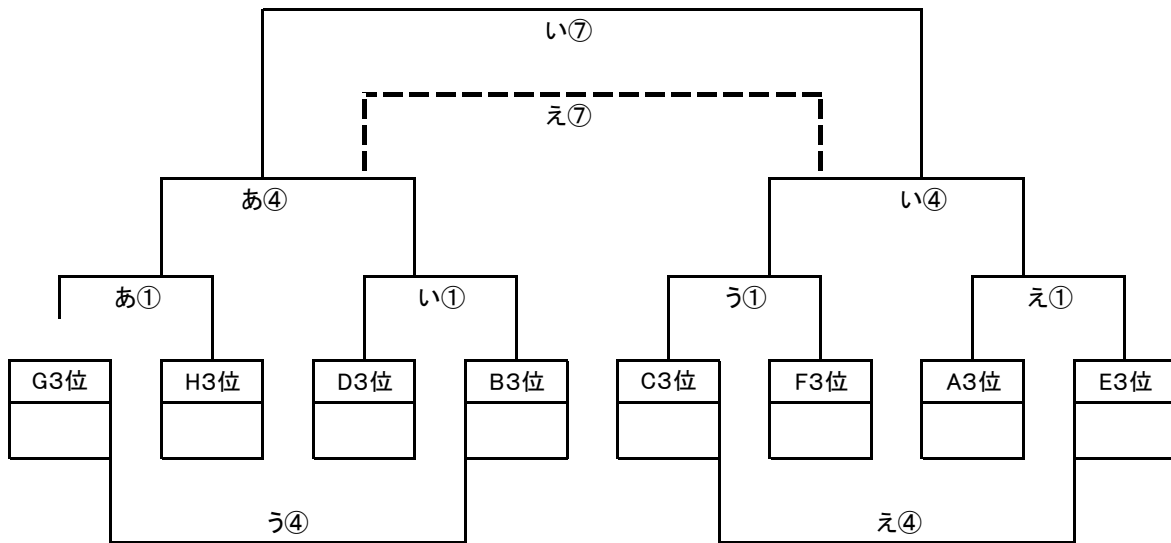 い⑦
え⑦
あ④ い④
あ① い① う① え①
G3位 H3位 D3位 B3位 C3位 F3位 A3位 E3位
う④ え④